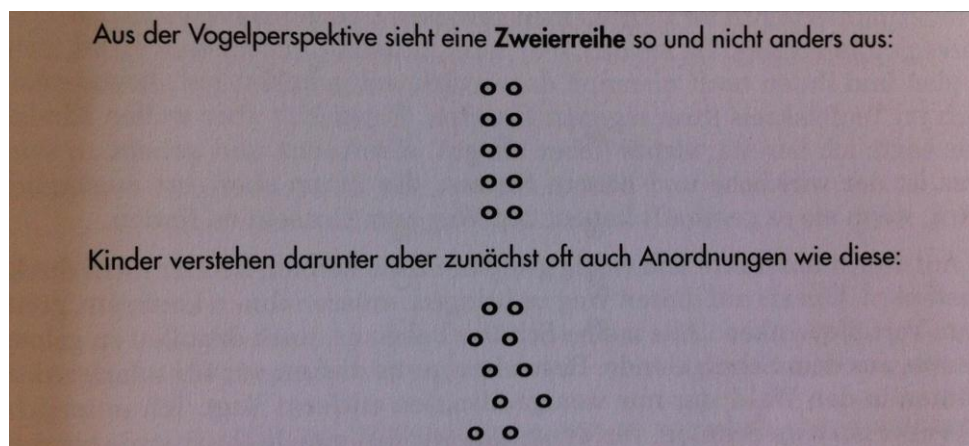 Aus der Vogelperspektive sieht eine Zweierreihe so und nicht anders aus:
Kinder verstehen darunter aber zunächst oft auch Anordnungen wie diese: